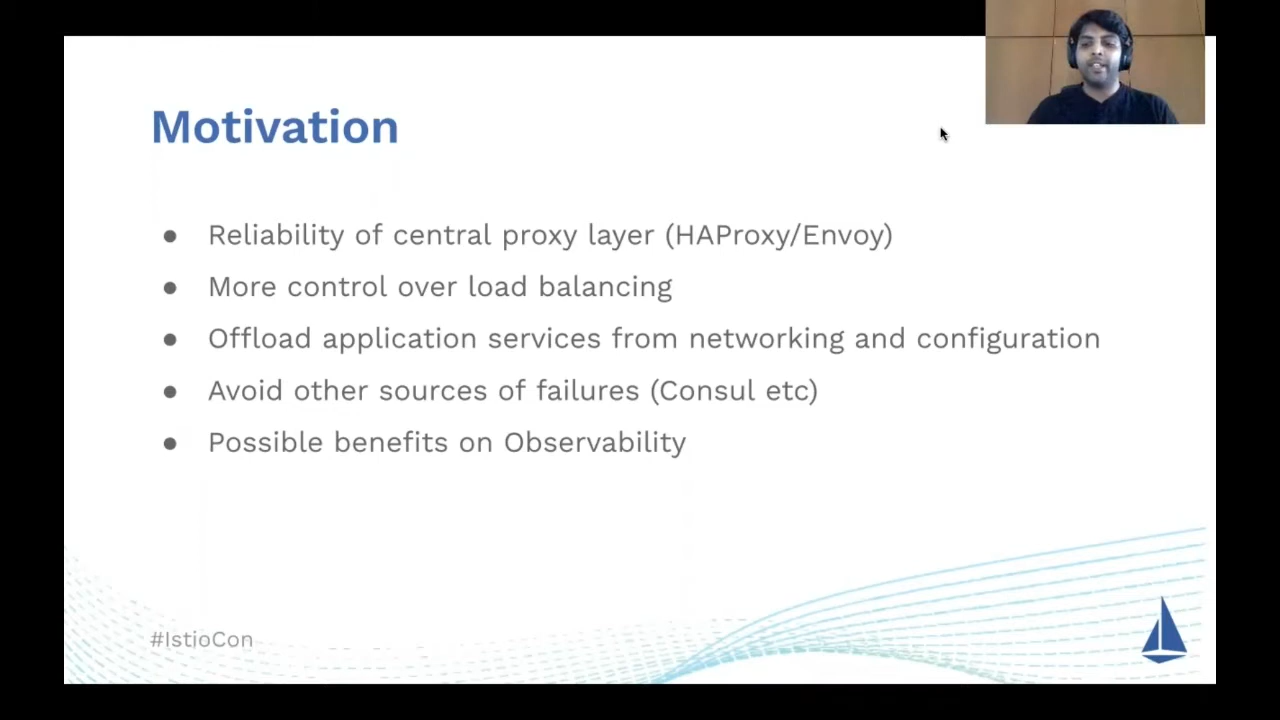 Motivation
● Reliability of central proxy layer (HAProxy/Envoy)
● More control over load balancing
● Offload application services from networking and configuration
● Avoid other sources of failures (Consul etc)
● Possible benefits on Observability
#IstioCon